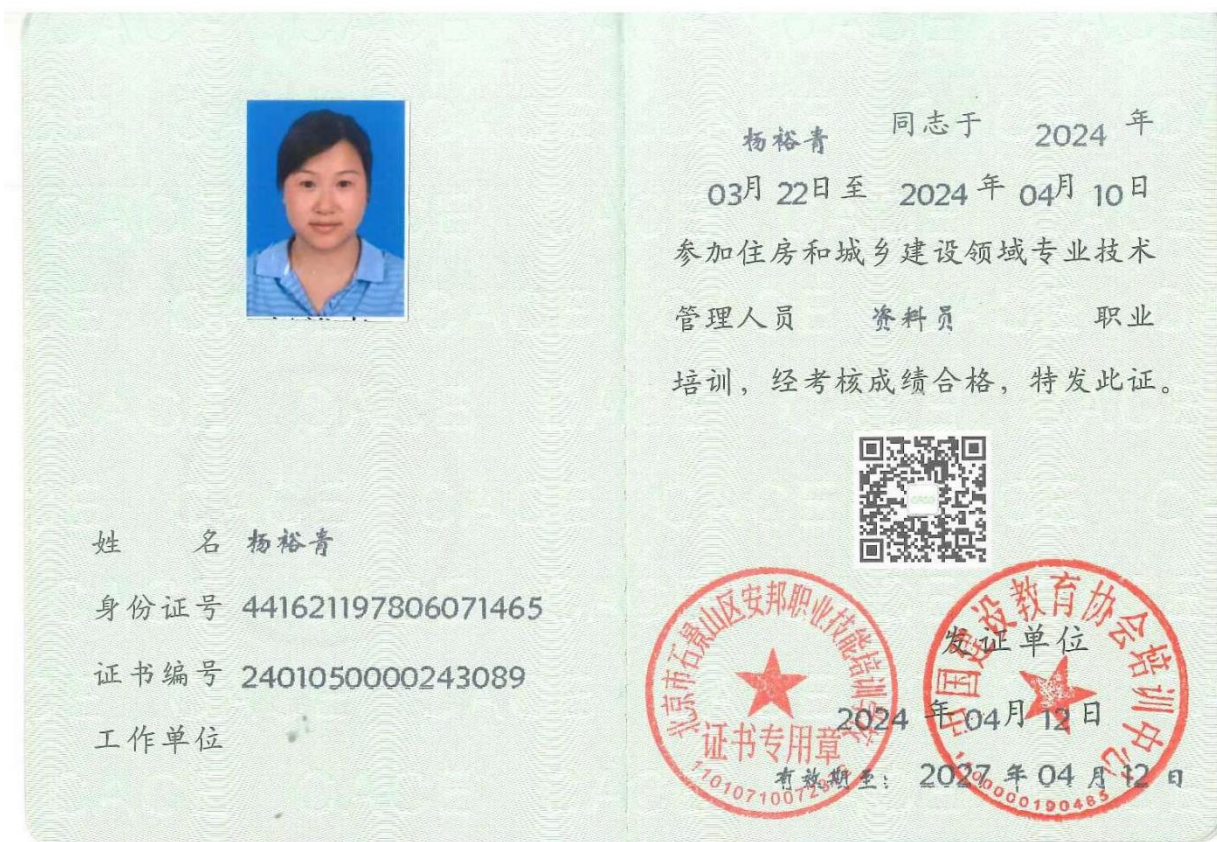 姓 名 杨裕青
身份证号 441621197806071465
证书编号 2401050000243089
工作单位
杨裕青 同志于 2024 年
03月 22日至 2024 年 04月 10日
参加住房和城乡建设领域专业技术
管理人员 资料员 职业
培训，经考核成绩合格，特发此证。
北京市石景山区安邦职业技能培训学校
证书专用章
中国建设教育协会培训中心
发证单位
2024 年 04月 12日
有效期至： 2027 年 04 月 12 日